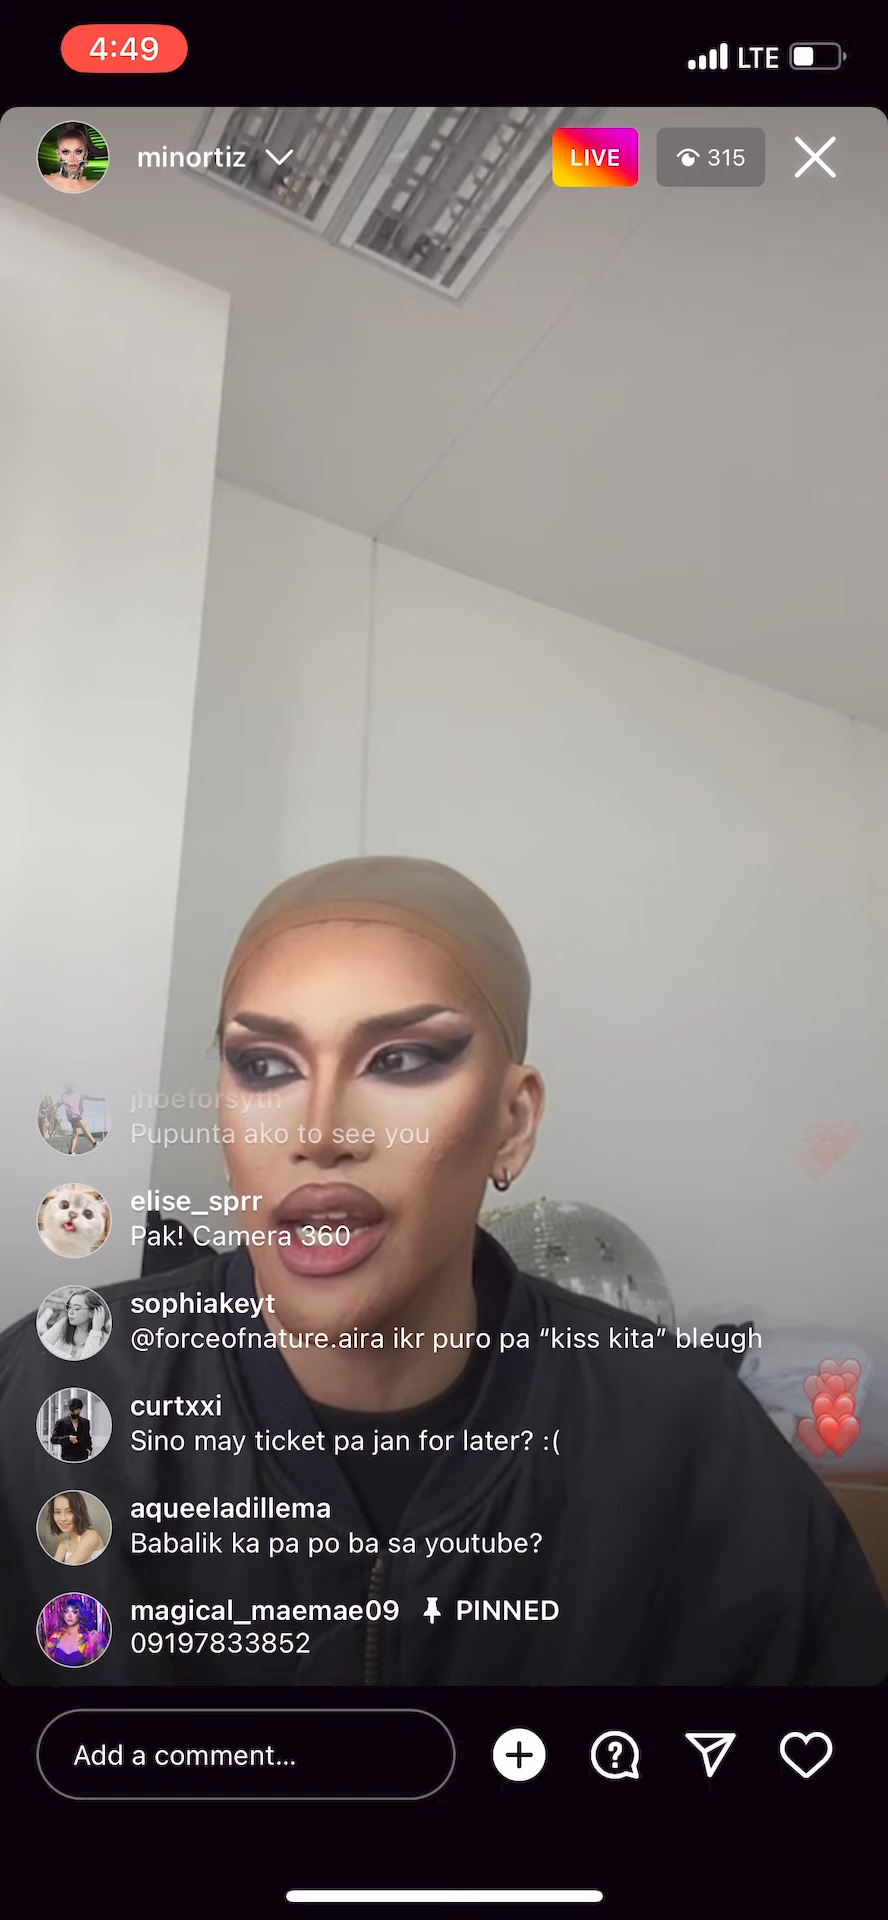 4:49
LTE
minortiz
LIVE
315
jhoeforsyth
Pupunta ako to see you
elise_sprr
Pak! Camera 360
sophiakeyt
@forceofnature.aira ikr puro pa “kiss kita” bleugh
curtxxi
Sino may ticket pa jan for later? :(
aqueeladillema
Babalik ka pa po ba sa youtube?
magical_maemae09 PINNED
09197833852
Add a comment...